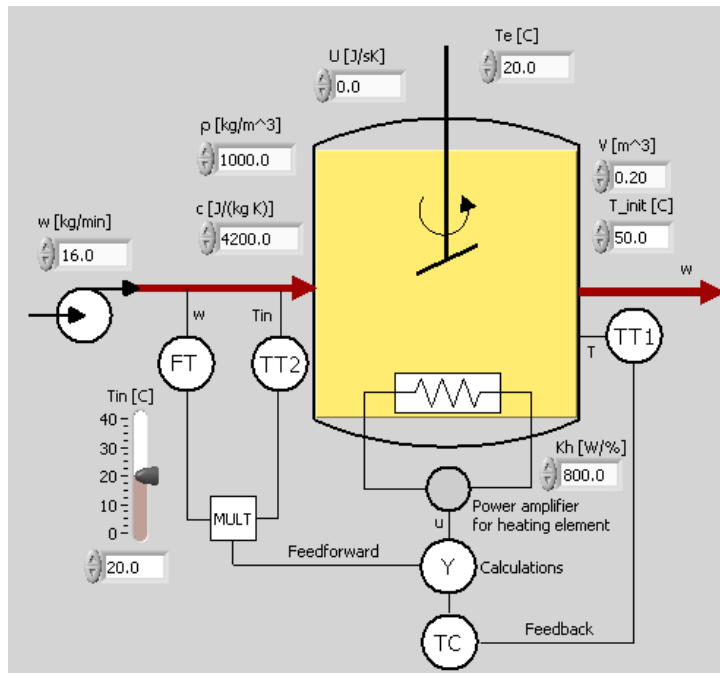 Te [C]
20.0
U [J/sK]
0.0
ρ [kg/m^3]
1000.0
V [m^3]
0.20
c [J/(kg K)]
4200.0
T_init [C]
50.0
w [kg/min]
16.0
w
w
Tin
FT
TT2
T
TT1
Tin [C]
40
30
20
10
0
20.0
Kh [W/%]
800.0
Power amplifier
for heating element
u
MULT
Feedforward
Y
Calculations
TC
Feedback